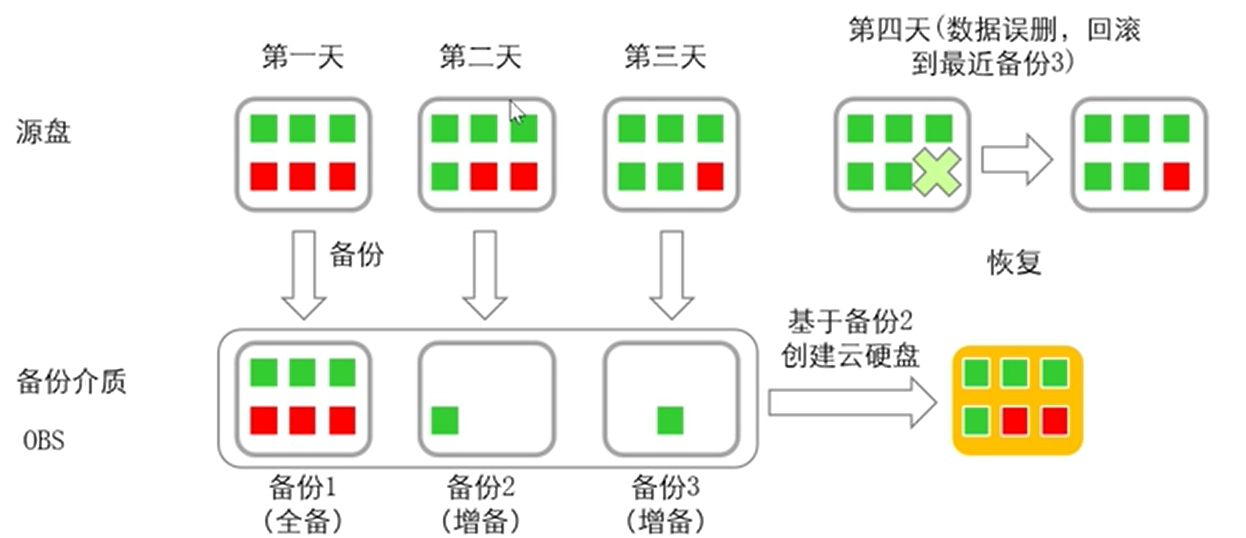 第一天
第二天
第三天
第四天(数据误删，回滚
到最近备份3)
源盘
备份
恢复
基于备份2
创建云硬盘
备份介质
OBS
备份1
(全备)
备份2
(增备)
备份3
(增备)